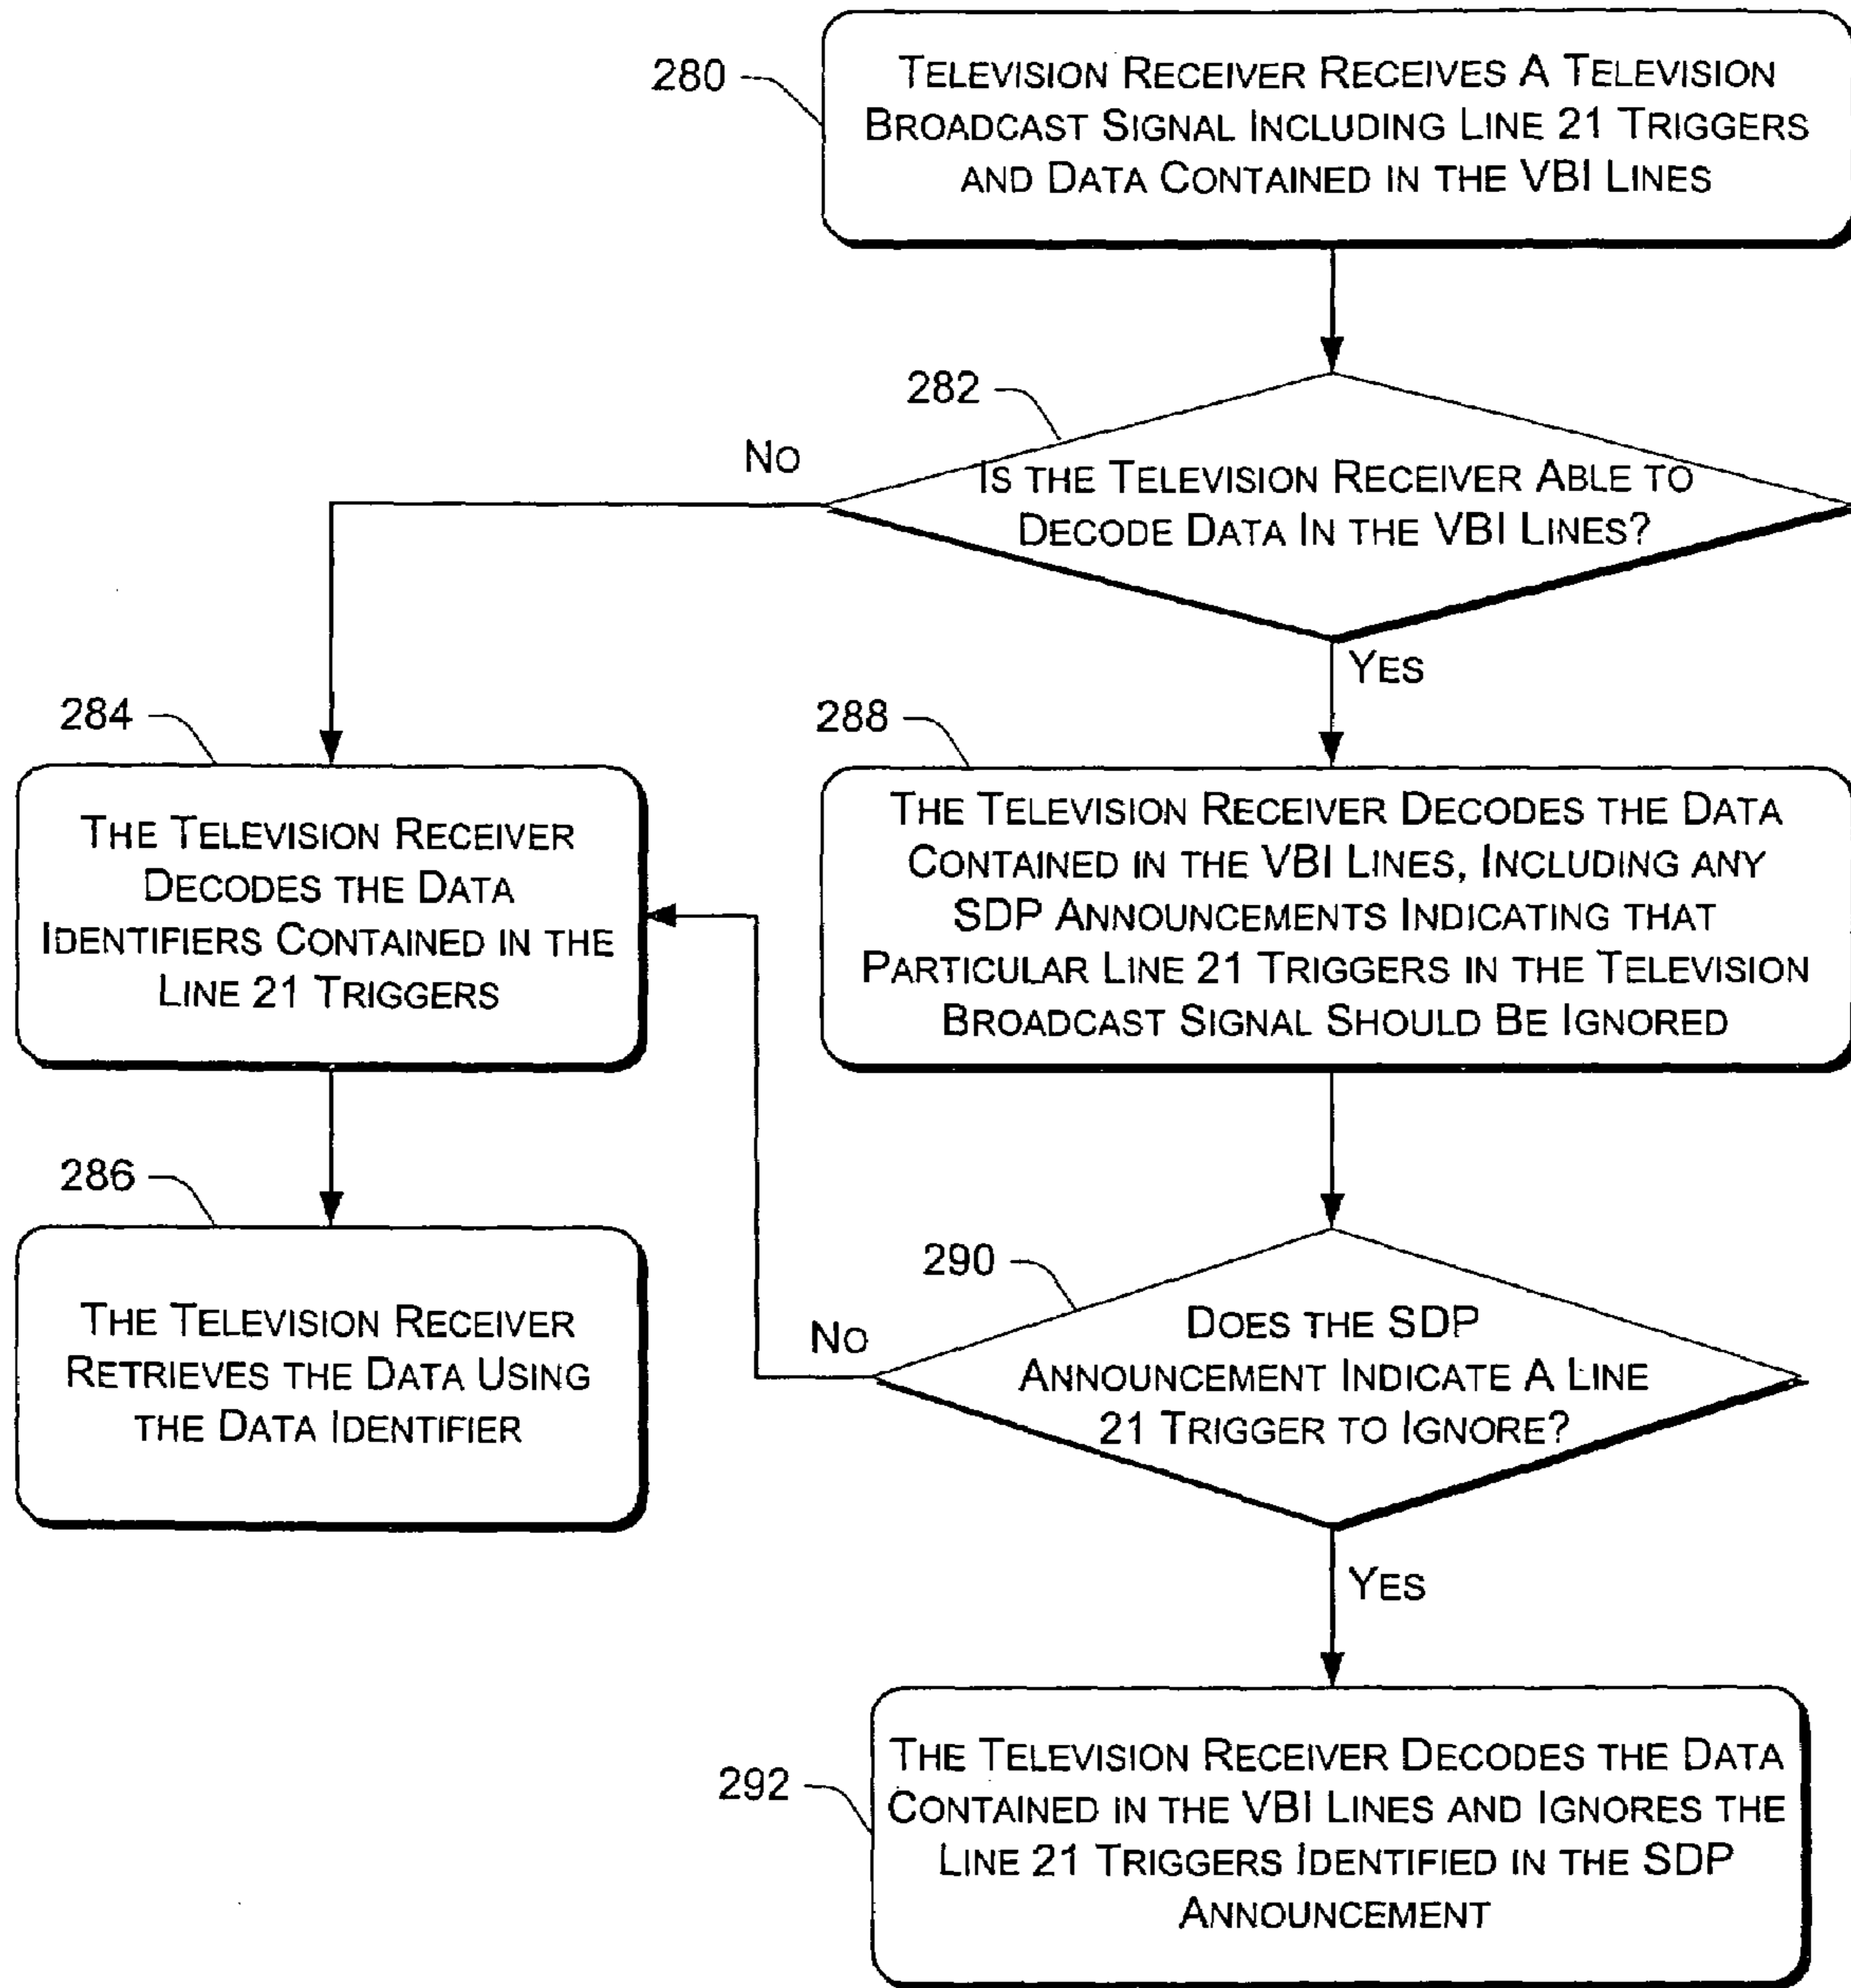 280
TELEVISION RECEIVER RECEIVES A TELEVISION
BROADCAST SIGNAL INCLUDING LINE 21 TRIGGERS
AND DATA CONTAINED IN THE VBI LINES
282
NO
IS THE TELEVISION RECEIVER ABLE TO
DECODE DATA IN THE VBI LINES?
YES
284
THE TELEVISION RECEIVER
DECODES THE DATA
IDENTIFIERS CONTAINED IN THE
LINE 21 TRIGGERS
288
THE TELEVISION RECEIVER DECODES THE DATA
CONTAINED IN THE VBI LINES, INCLUDING ANY
SDP ANNOUNCEMENTS INDICATING THAT
PARTICULAR LINE 21 TRIGGERS IN THE TELEVISION
BROADCAST SIGNAL SHOULD BE IGNORED
286
THE TELEVISION RECEIVER
RETRIEVES THE DATA USING
THE DATA IDENTIFIER
290
NO
DOES THE SDP
ANNOUNCEMENT INDICATE A LINE
21 TRIGGER TO IGNORE?
YES
292
THE TELEVISION RECEIVER DECODES THE DATA
CONTAINED IN THE VBI LINES AND IGNORES THE
LINE 21 TRIGGERS IDENTIFIED IN THE SDP
ANNOUNCEMENT